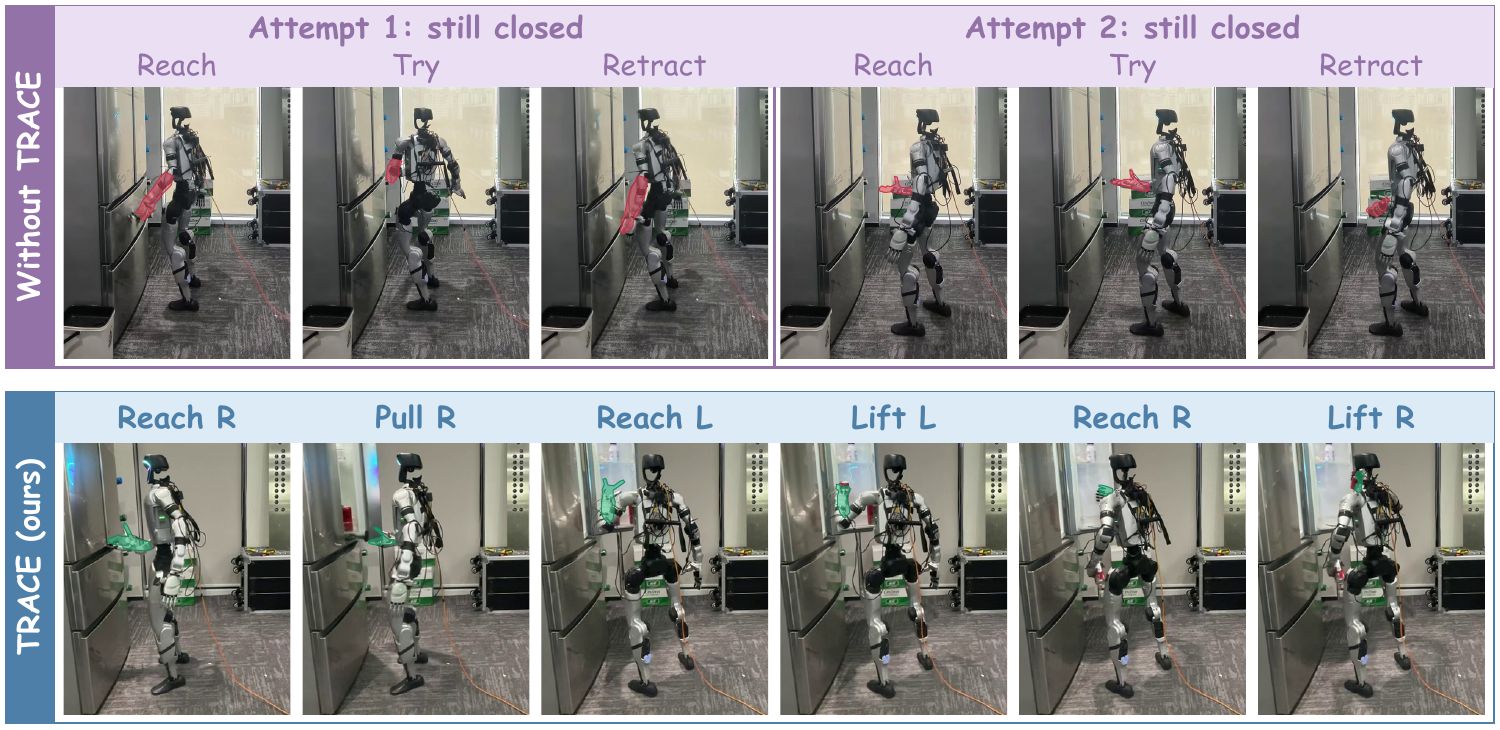 Without TRACE
Attempt 1: still closed
Reach Try Retract
Attempt 2: still closed
Reach Try Retract
TRACE (ours)
Reach R Pull R Reach L Lift L Reach R Lift R